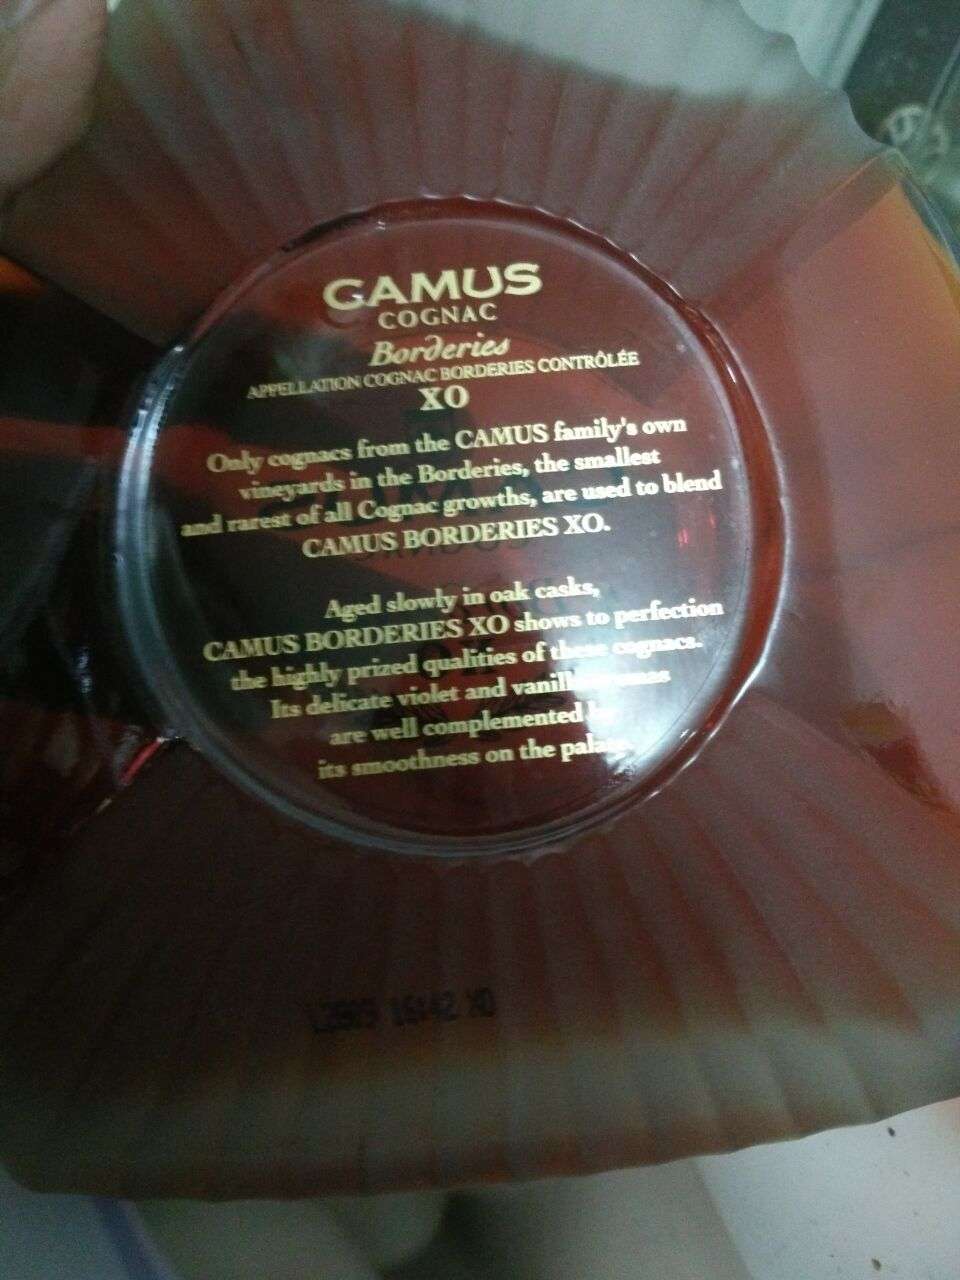 CAMUS
COGNAC
Borderies
APPELLATION COGNAC BORDERIES CONTRÔLÉE
XO
Only cognacs from the CAMUS family's own
vineyards in the Borderies, the smallest
and rarest of all Cognac growths, are used to blend
CAMUS BORDERIES XO.
Aged slowly in oak casks,
CAMUS BORDERIES XO shows to perfection
the highly prized qualities of these cognacs.
Its delicate violet and vanilla
are well complemented
its smoothness on the palate